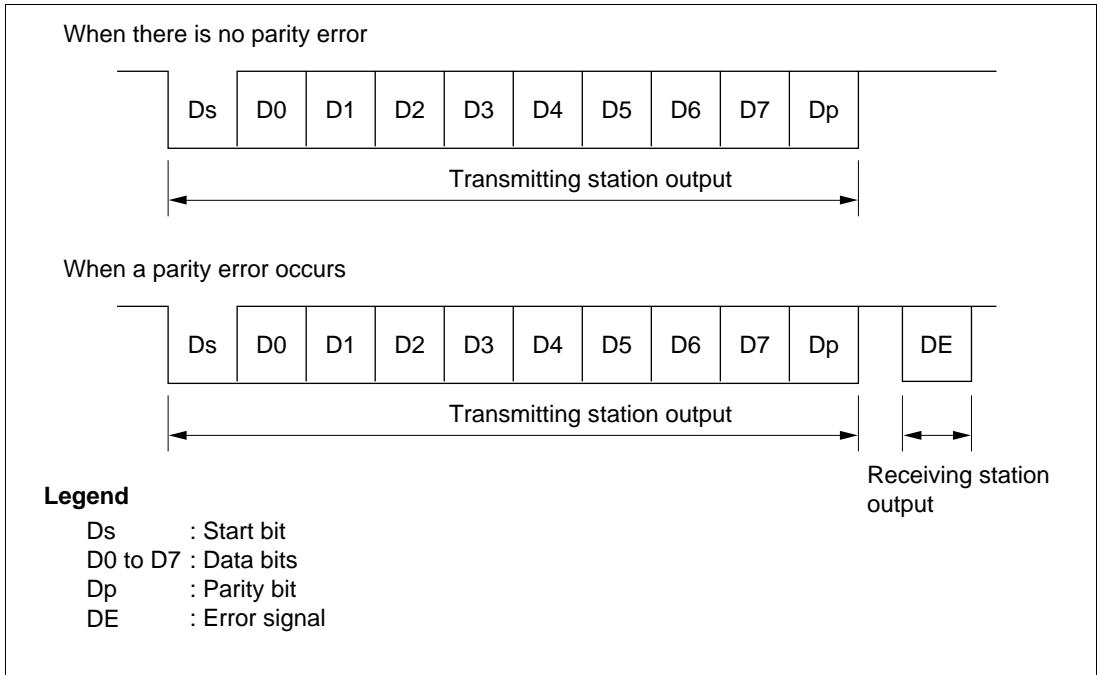 When there is no parity error
Ds D0 D1 D2 D3 D4 D5 D6 D7 Dp
Transmitting station output
When a parity error occurs
Ds D0 D1 D2 D3 D4 D5 D6 D7 Dp DE
Transmitting station output
Receiving station
output
Legend
Ds : Start bit
D0 to D7 : Data bits
Dp : Parity bit
DE : Error signal